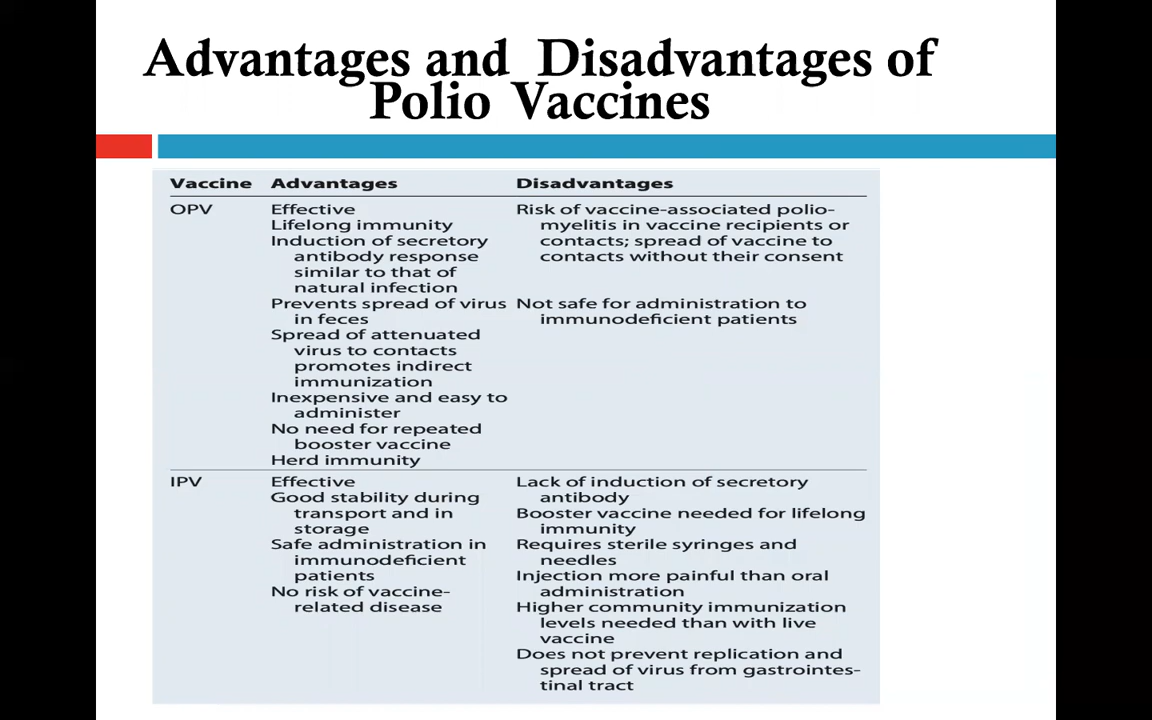 Advantages and Disadvantages of
Polio Vaccines
Vaccine Advantages Disadvantages
OPV Effective Risk of vaccine-associated polio-
Lifelong immunity myelitis in vaccine recipients or
Induction of secretory contacts; spread of vaccine to
antibody response contacts without their consent
similar to that of
natural infection
Prevents spread of virus Not safe for administration to
in feces immunodeficient patients
Spread of attenuated
virus to contacts
promotes indirect
immunization
Inexpensive and easy to
administer
No need for repeated
booster vaccine
Herd immunity
IPV Effective Lack of induction of secretory
Good stability during antibody
transport and in Booster vaccine needed for lifelong
storage immunity
Safe administration in Requires sterile syringes and
immunodeficient needles
patients Injection more painful than oral
No risk of vaccine- administration
related disease Higher community immunization
levels needed than with live
vaccine
Does not prevent replication and
spread of virus from gastrointes-
tinal tract